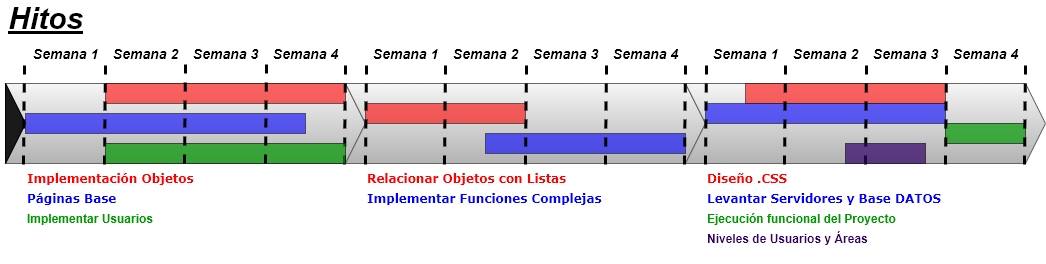 Hitos
Semana 1 Semana 2 Semana 3 Semana 4 Semana 1 Semana 2 Semana 3 Semana 4 Semana 1 Semana 2 Semana 3 Semana 4
Implementación Objetos
Páginas Base
Implementar Usuarios
Relacionar Objetos con Listas
Implementar Funciones Complejas
Diseño .CSS
Levantar Servidores y Base DATOS
Ejecución funcional del Proyecto
Niveles de Usuarios y Áreas